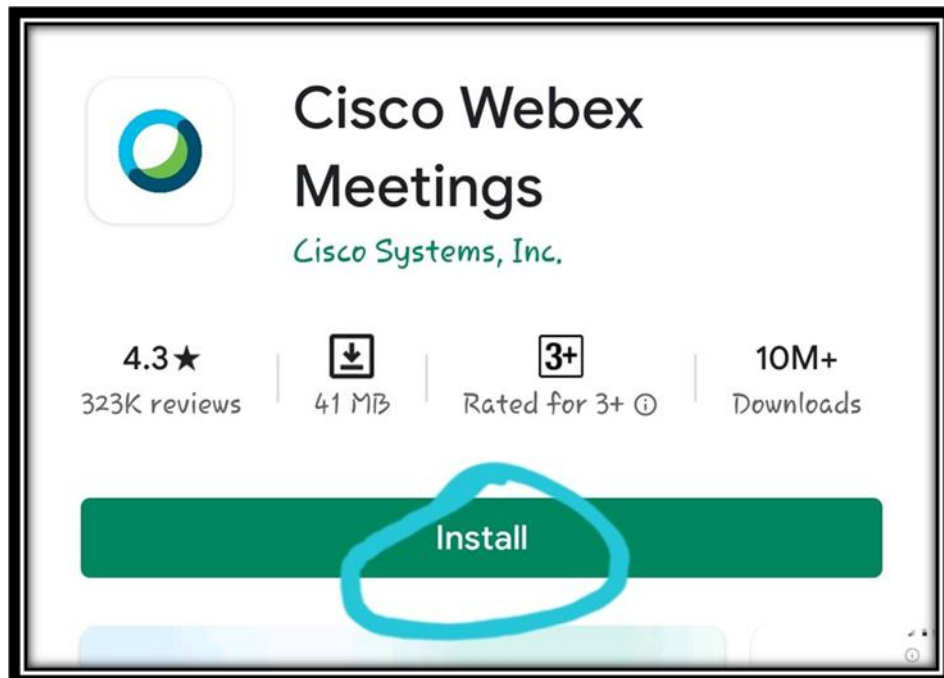 Cisco Webex
Meetings
Cisco Systems, Inc.
4.3★
323K reviews
41 MB
3+
Rated for 3+
10M+
Downloads
Install